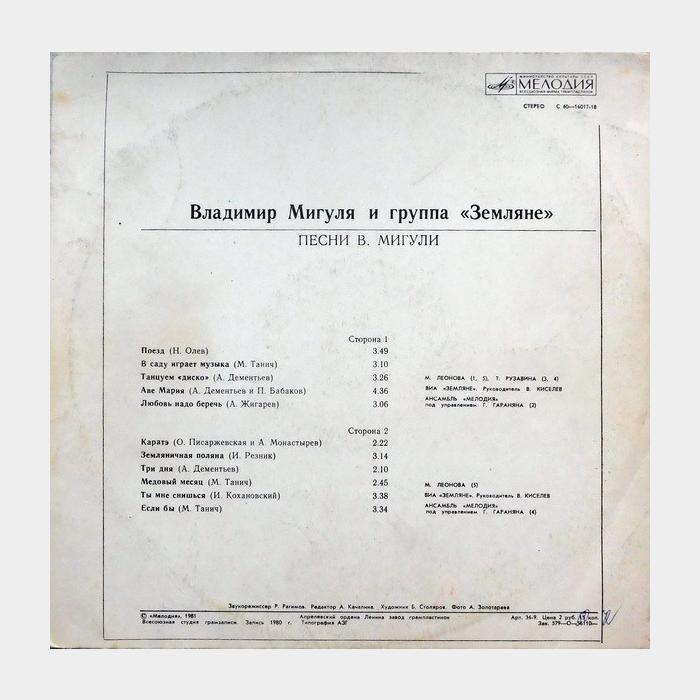 МИНИСТЕРСТВО КУЛЬТУРЫ СССР
МЕЛОДИЯ
ВСЕСОЮЗНАЯ ФИРМА ГРАМПЛАСТИНОК
СТЕРЕО С 60—16017-18
Владимир Мигуля и группа «Земляне»
ПЕСНИ В. МИГУЛИ
Сторона 1
Поезд (Н. Олев) 3.49
В саду играет музыка (М. Танич) 3.10
Танцуем «диско» (А. Дементьев) 3.26
Аве Мария (А. Дементьев и П. Бабаков) 4.36
Любовь надо беречь (А. Жигарев) 3.06
М. ЛЕОНОВА (1, 5), Т. РУЗАВИНА (3, 4)
ВИА «ЗЕМЛЯНЕ». Руководитель В. КИСЕЛЕВ
АНСАМБЛЬ «МЕЛОДИЯ»
под управлением Г. ГАРАНЯНА (2)
Сторона 2
Каратэ (О. Писаржевская и А. Монастырев) 2.22
Земляничная поляна (И. Резник) 3.14
Три дня (А. Дементьев) 2.10
Медовый месяц (М. Танич) 2.45
Ты мне снишься (И. Кохановский) 3.38
Если бы (М. Танич) 3.34
М. ЛЕОНОВА (5)
ВИА «ЗЕМЛЯНЕ». Руководитель В. КИСЕЛЕВ
АНСАМБЛЬ «МЕЛОДИЯ»
под управлением Г. ГАРАНЯНА (4)
Звукорежиссер Р. Рагимов. Редактор А. Качалина. Художник Б. Столяров. Фото А. Золотарева
© «Мелодия», 1981 Апрелевский ордена Ленина завод грампластинок Арт. 36-9. Цена 2 руб. коп.
Всесоюзная студия грамзаписи. Запись 1980 г. Типография АЗГ Зак. 579—О—